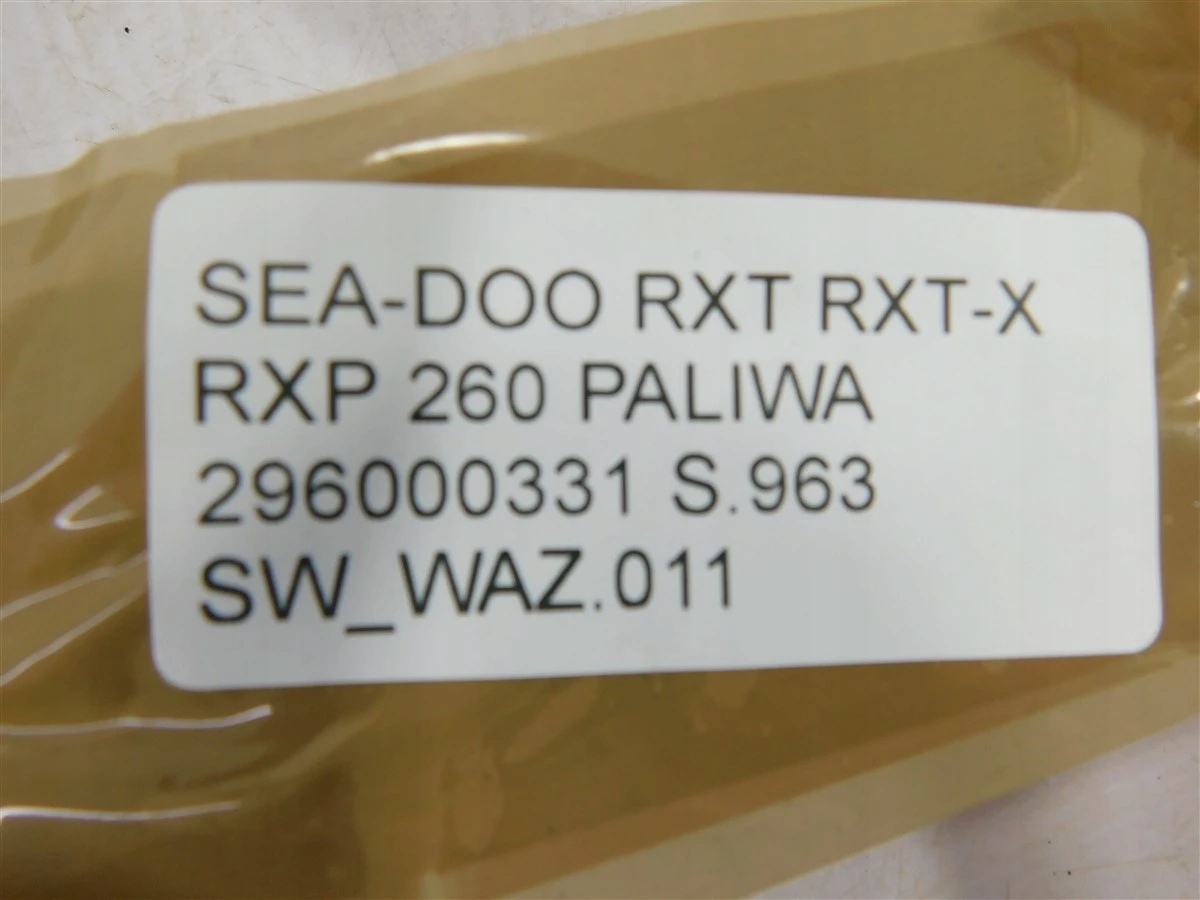 SEA-DOO RXT RXT-X
RXP 260 PALIWA
296000331 S.963
SW_WAZ.011